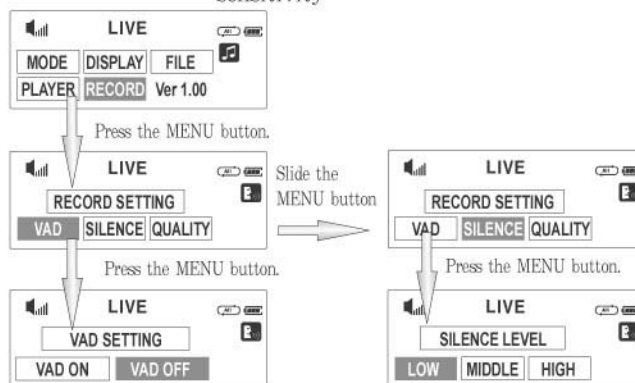 LIVE
MODE DISPLAY FILE
PLAYER RECORD Ver 1.00
Press the MENU button.
LIVE
RECORD SETTING
VAD SILENCE QUALITY
Slide the
MENU button
LIVE
RECORD SETTING
VAD SILENCE QUALITY
Press the MENU button.
Press the MENU button.
LIVE
VAD SETTING
VAD ON VAD OFF
LIVE
SILENCE LEVEL
LOW MIDDLE HIGH